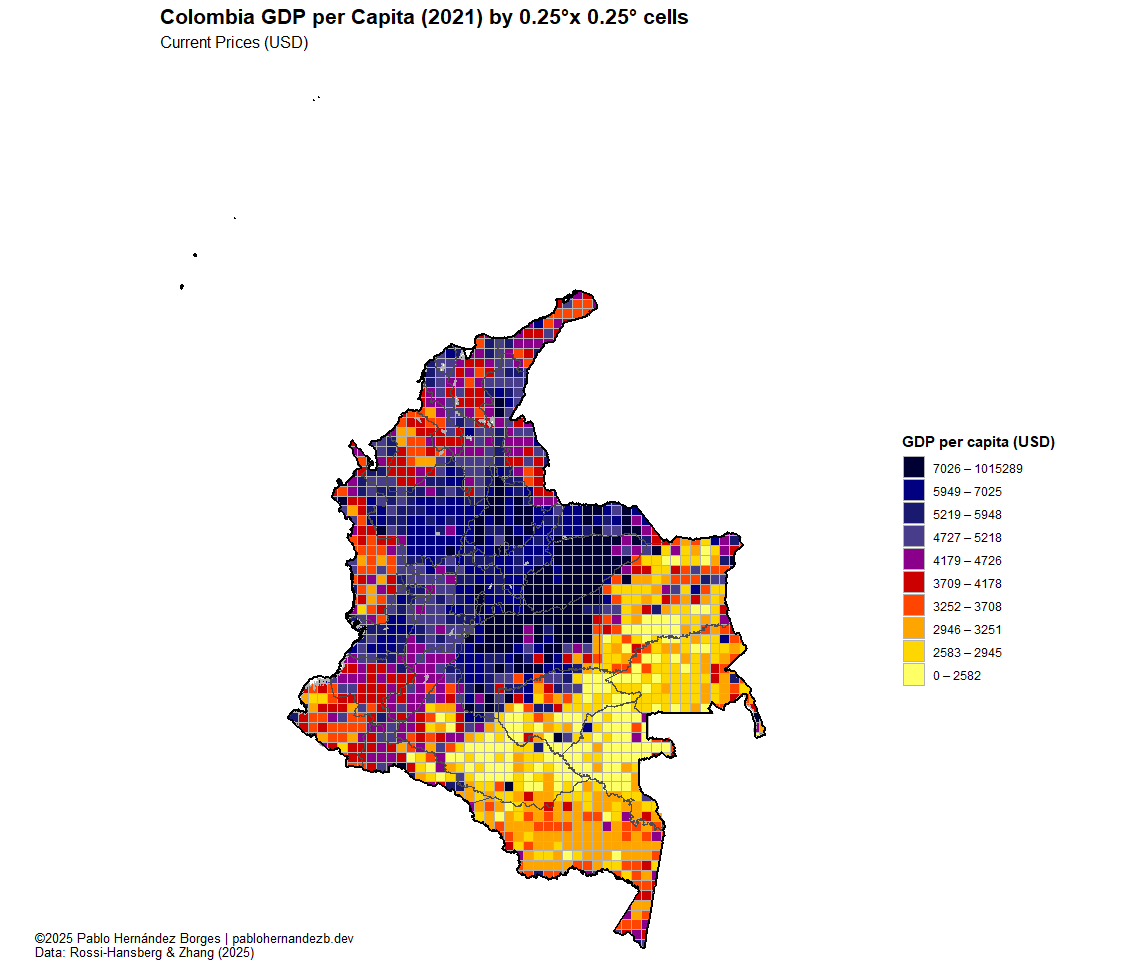 Colombia GDP per Capita (2021) by 0.25°x 0.25° cells
Current Prices (USD)
GDP per capita (USD)
7026 – 1015289
5949 – 7025
5219 – 5948
4727 – 5218
4179 – 4726
3709 – 4178
3252 – 3708
2946 – 3251
2583 – 2945
0 – 2582
©2025 Pablo Hernández Borges | pablohernandezb.dev
Data: Rossi-Hansberg & Zhang (2025)